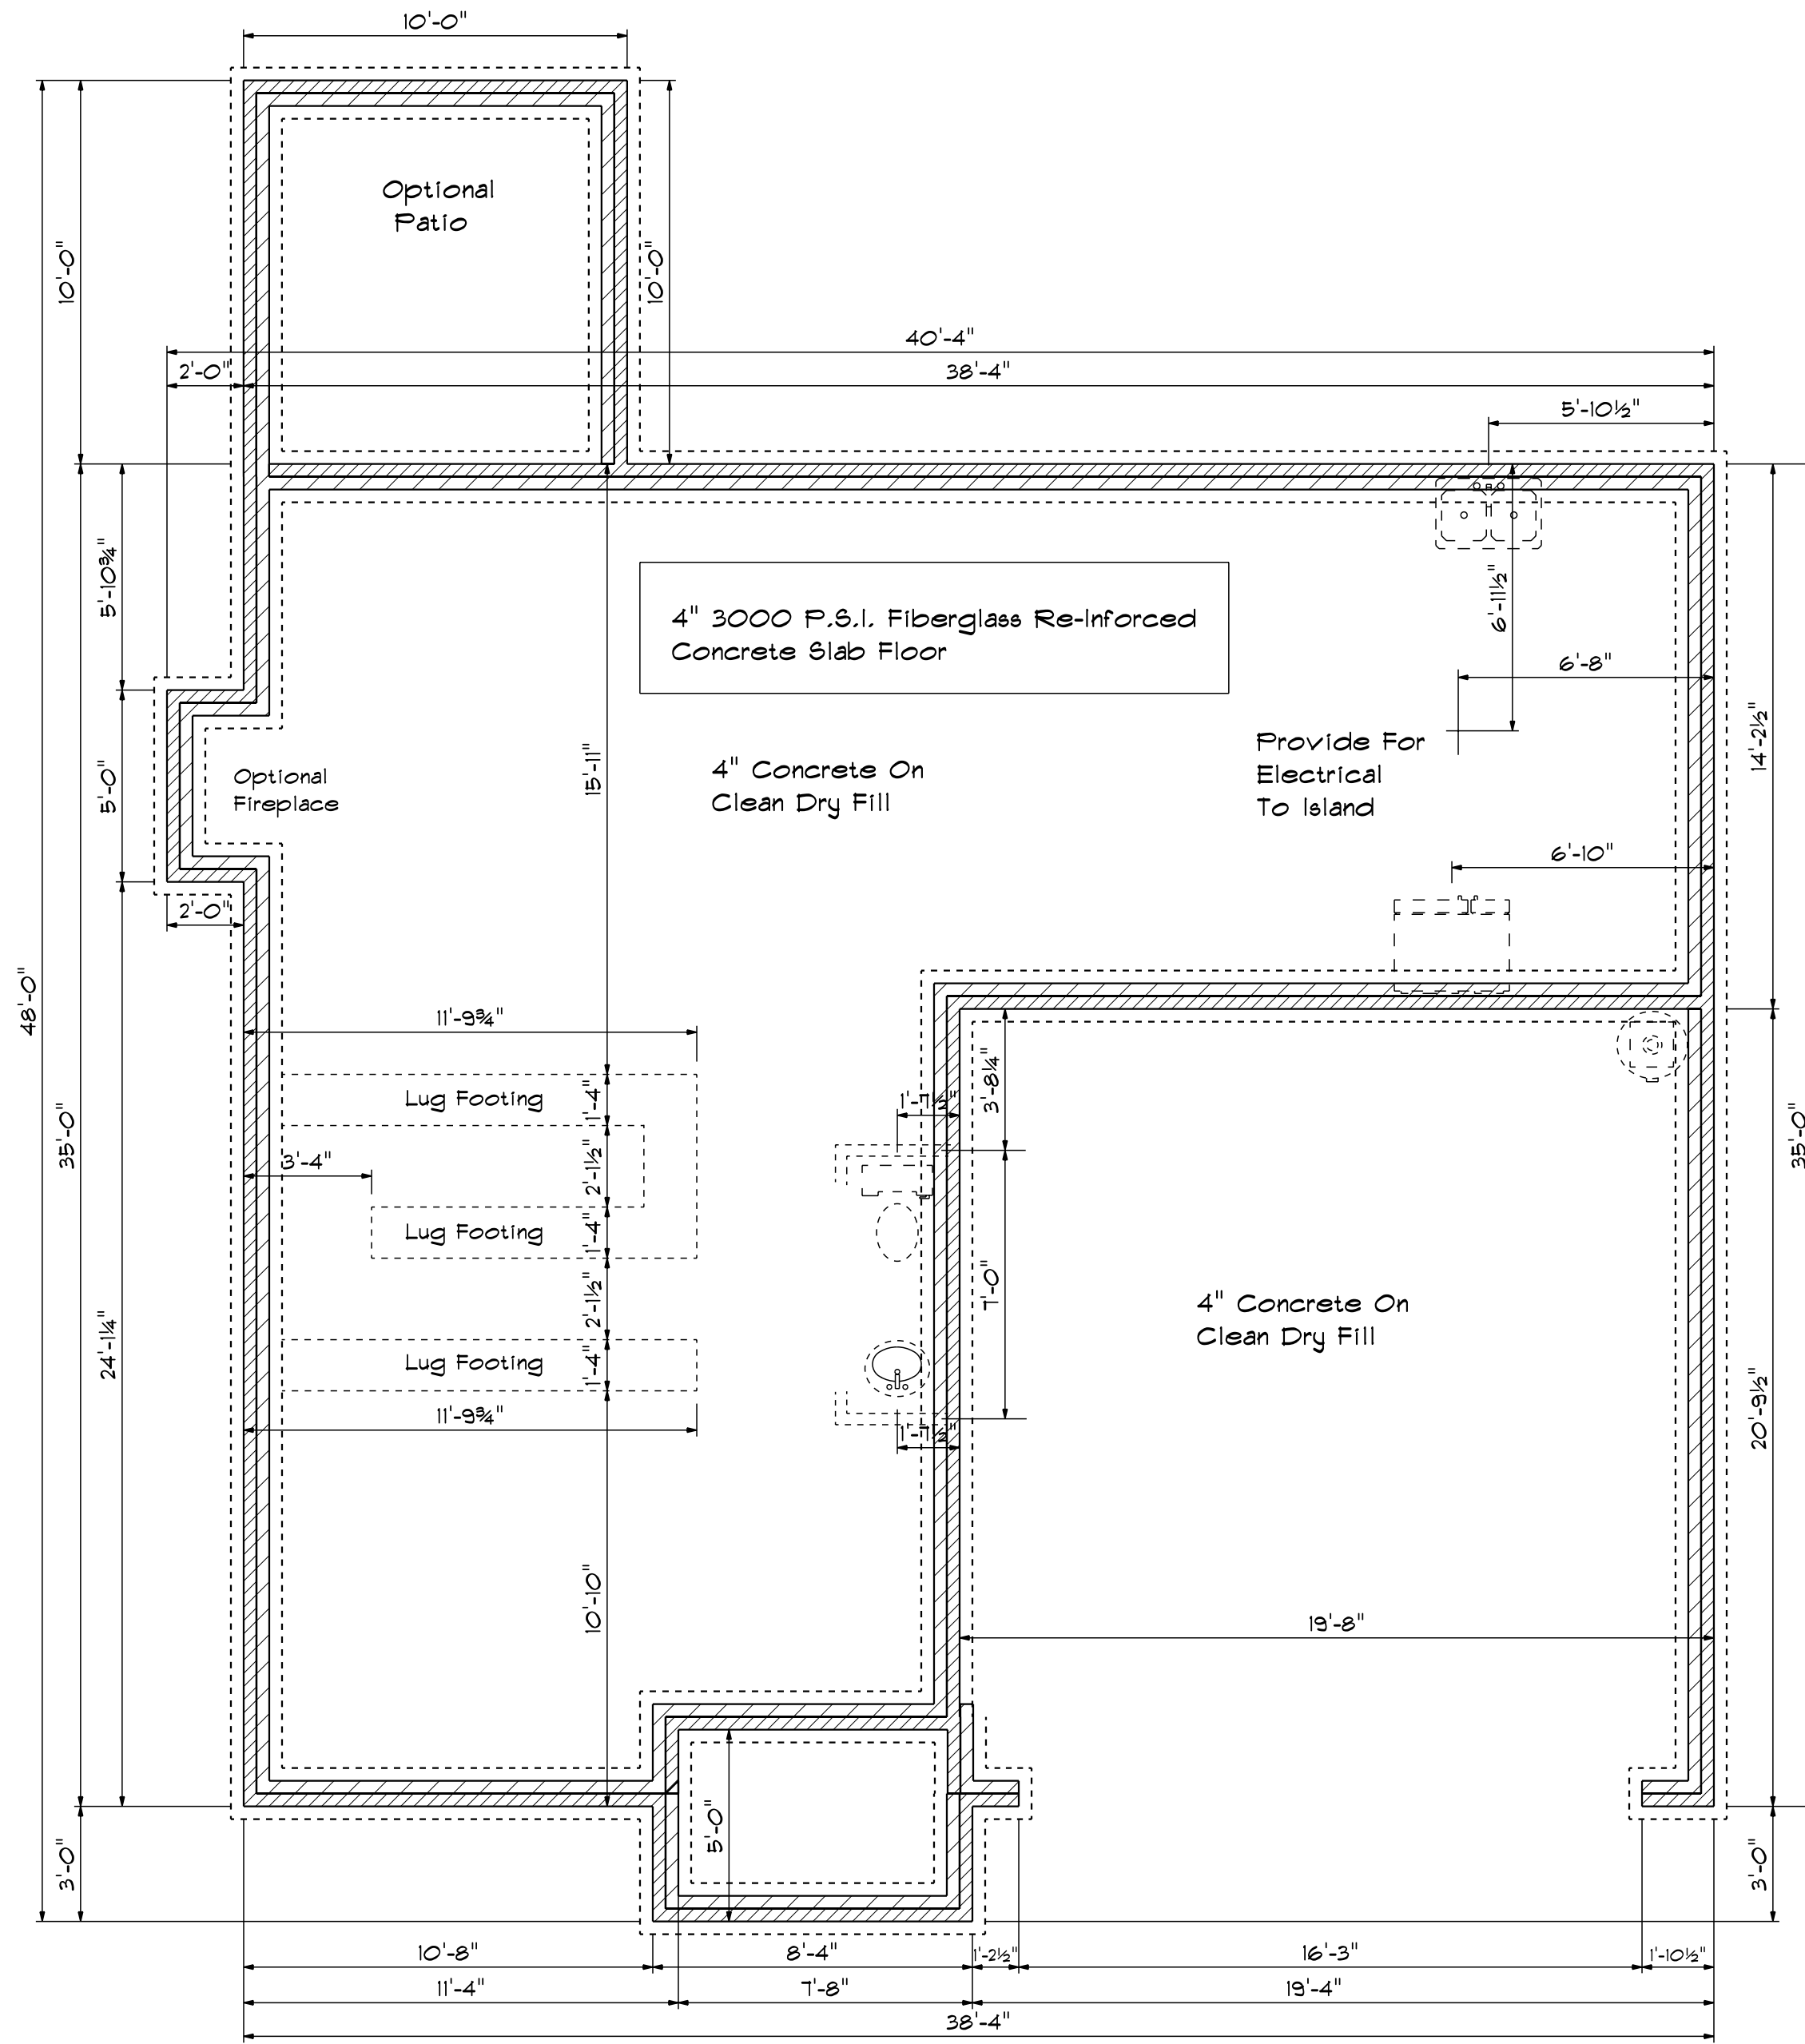 10'-0"
Optional
Patio
10'-0"
10'-0"
40'-4"
2'-0"
38'-4"
5'-10½"
5'-10¾"
4" 3000 P.S.I. Fiberglass Re-Inforced
Concrete Slab Floor
6'-11½"
6'-8"
14'-2½"
15'-11"
Provide For
Electrical
To Island
4" Concrete On
Clean Dry Fill
Optional
Fireplace
5'-0"
6'-10"
2'-0"
48'-0"
11'-9¾"
Lug Footing
1'-4"
1'-7½"
3'-8¼"
35'-0"
35'-0"
3'-4"
2'-1½"
Lug Footing
1'-4"
7'-0"
2'-1½"
4" Concrete On
Clean Dry Fill
24'-1¼"
Lug Footing
1'-4"
11'-9¾"
1'-7½"
20'-9½"
10'-10"
19'-8"
5'-0"
3'-0"
3'-0"
10'-8"
8'-4"
1'-2½"
16'-3"
1'-10½"
11'-4"
7'-8"
19'-4"
38'-4"